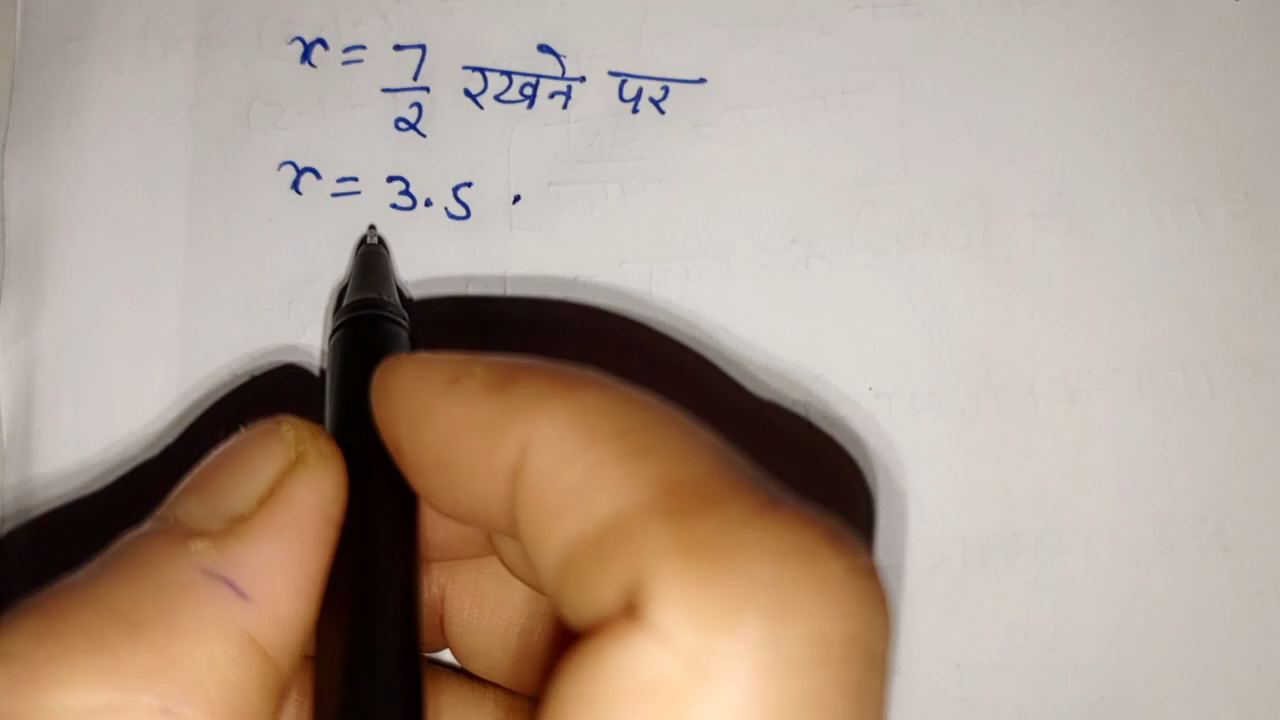 x = 7/2 रखने पर
x = 3.5 .